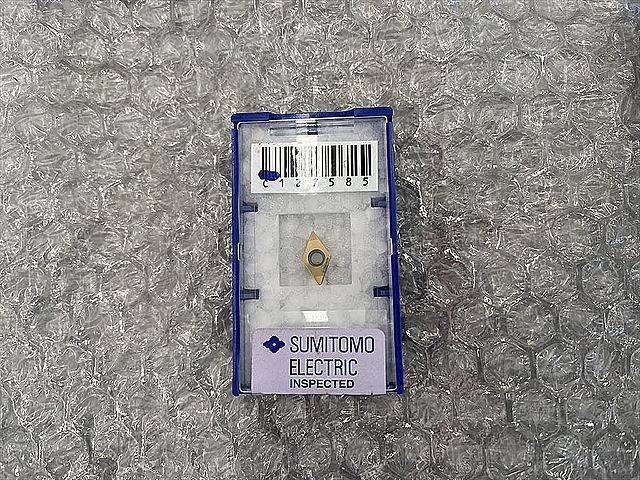 C127585
SUMITOMO
ELECTRIC
INSPECTED